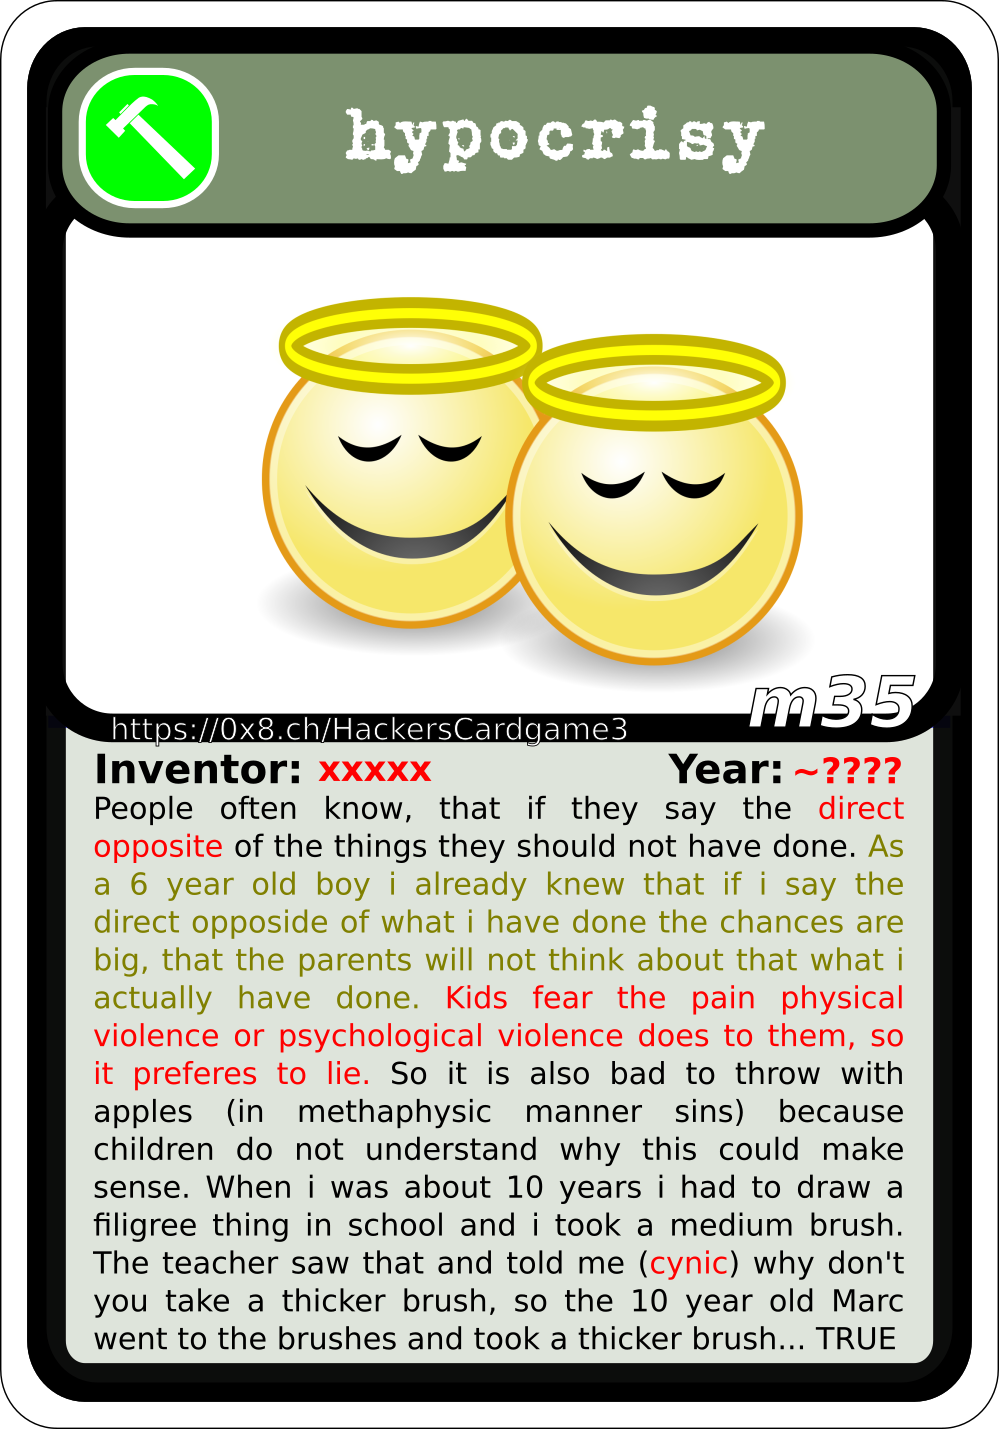 hypocrisy
m35
https://0x8.ch/HackersCardgame3
Inventor: xxxxx Year: ~????
People often know, that if they say the direct
opposite of the things they should not have done. As
a 6 year old boy i already knew that if i say the
direct opposide of what i have done the chances are
big, that the parents will not think about that what i
actually have done. Kids fear the pain physical
violence or psychological violence does to them, so
it preferes to lie. So it is also bad to throw with
apples (in methaphysic manner sins) because
children do not understand why this could make
sense. When i was about 10 years i had to draw a
filigree thing in school and i took a medium brush.
The teacher saw that and told me (cynic) why don't
you take a thicker brush, so the 10 year old Marc
went to the brushes and took a thicker brush... TRUE